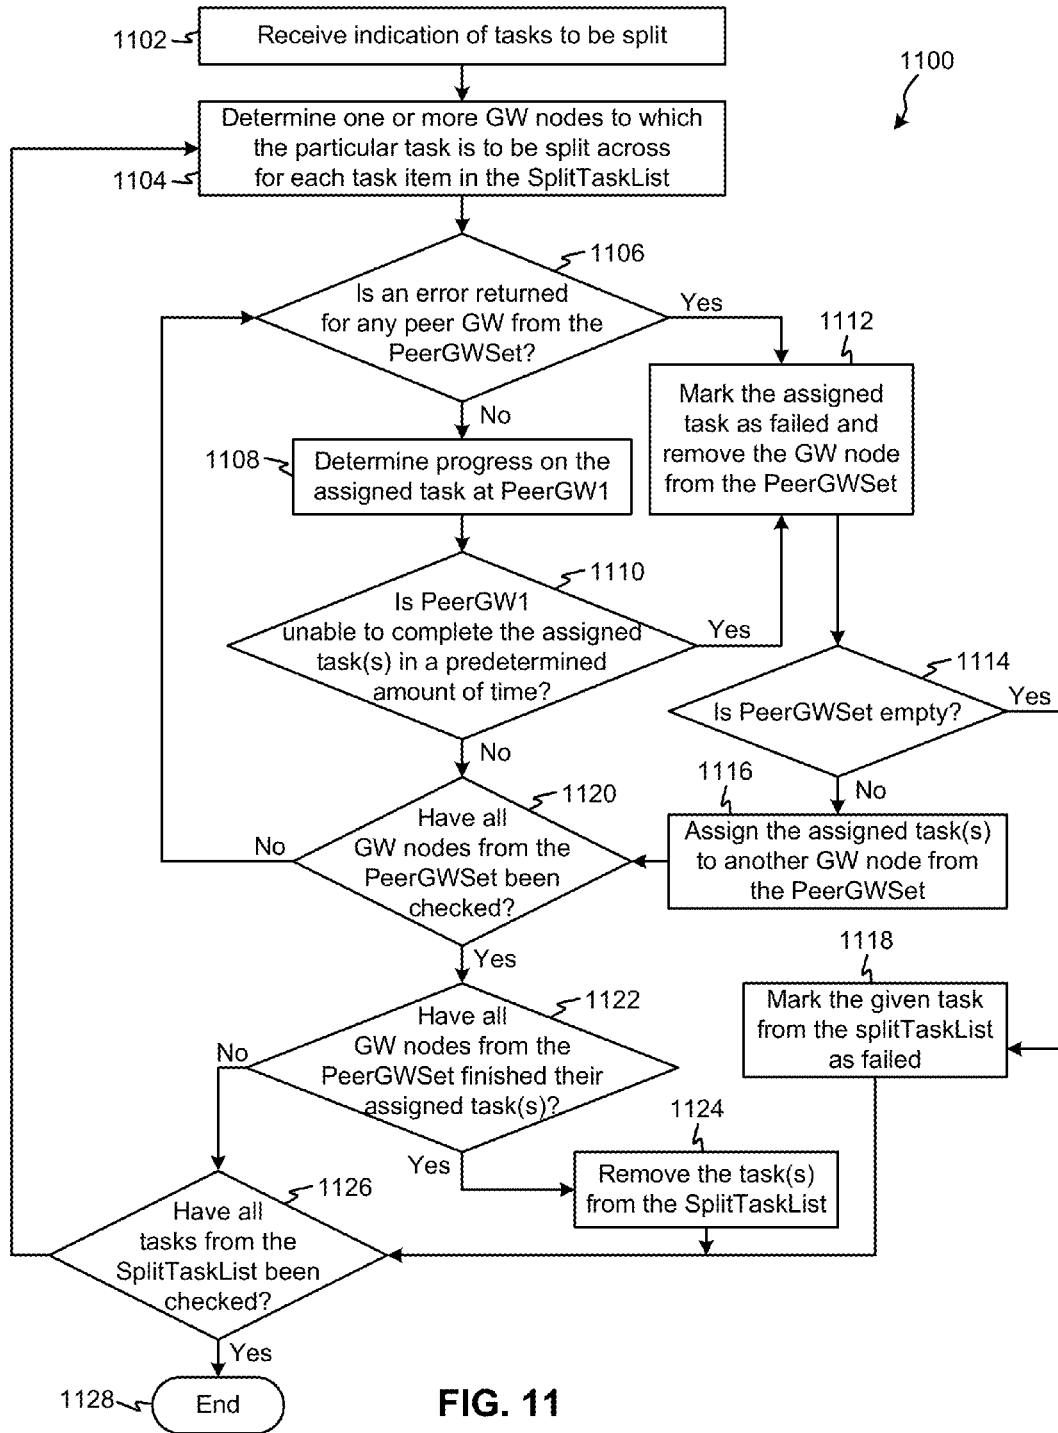 1102
Receive indication of tasks to be split
1100
Determine one or more GW nodes to which
the particular task is to be split across
for each task item in the SplitTaskList
1104
1106
Is an error returned
for any peer GW from the
PeerGWSet?
Yes
No
1112
Mark the assigned
task as failed and
remove the GW node
from the PeerGWSet
1108
Determine progress on the
assigned task at PeerGW1
1110
Is PeerGW1
unable to complete the assigned
task(s) in a predetermined
amount of time?
Yes
No
1114
Is PeerGWSet empty?
Yes
No
1116
Assign the assigned task(s)
to another GW node from
the PeerGWSet
1120
Have all
GW nodes from the
PeerGWSet been
checked?
No
Yes
1118
Mark the given task
from the splitTaskList
as failed
1122
Have all
GW nodes from the
PeerGWSet finished their
assigned task(s)?
No
Yes
1124
Remove the task(s)
from the SplitTaskList
1126
Have all
tasks from the
SplitTaskList been
checked?
Yes
1128
End
FIG. 11